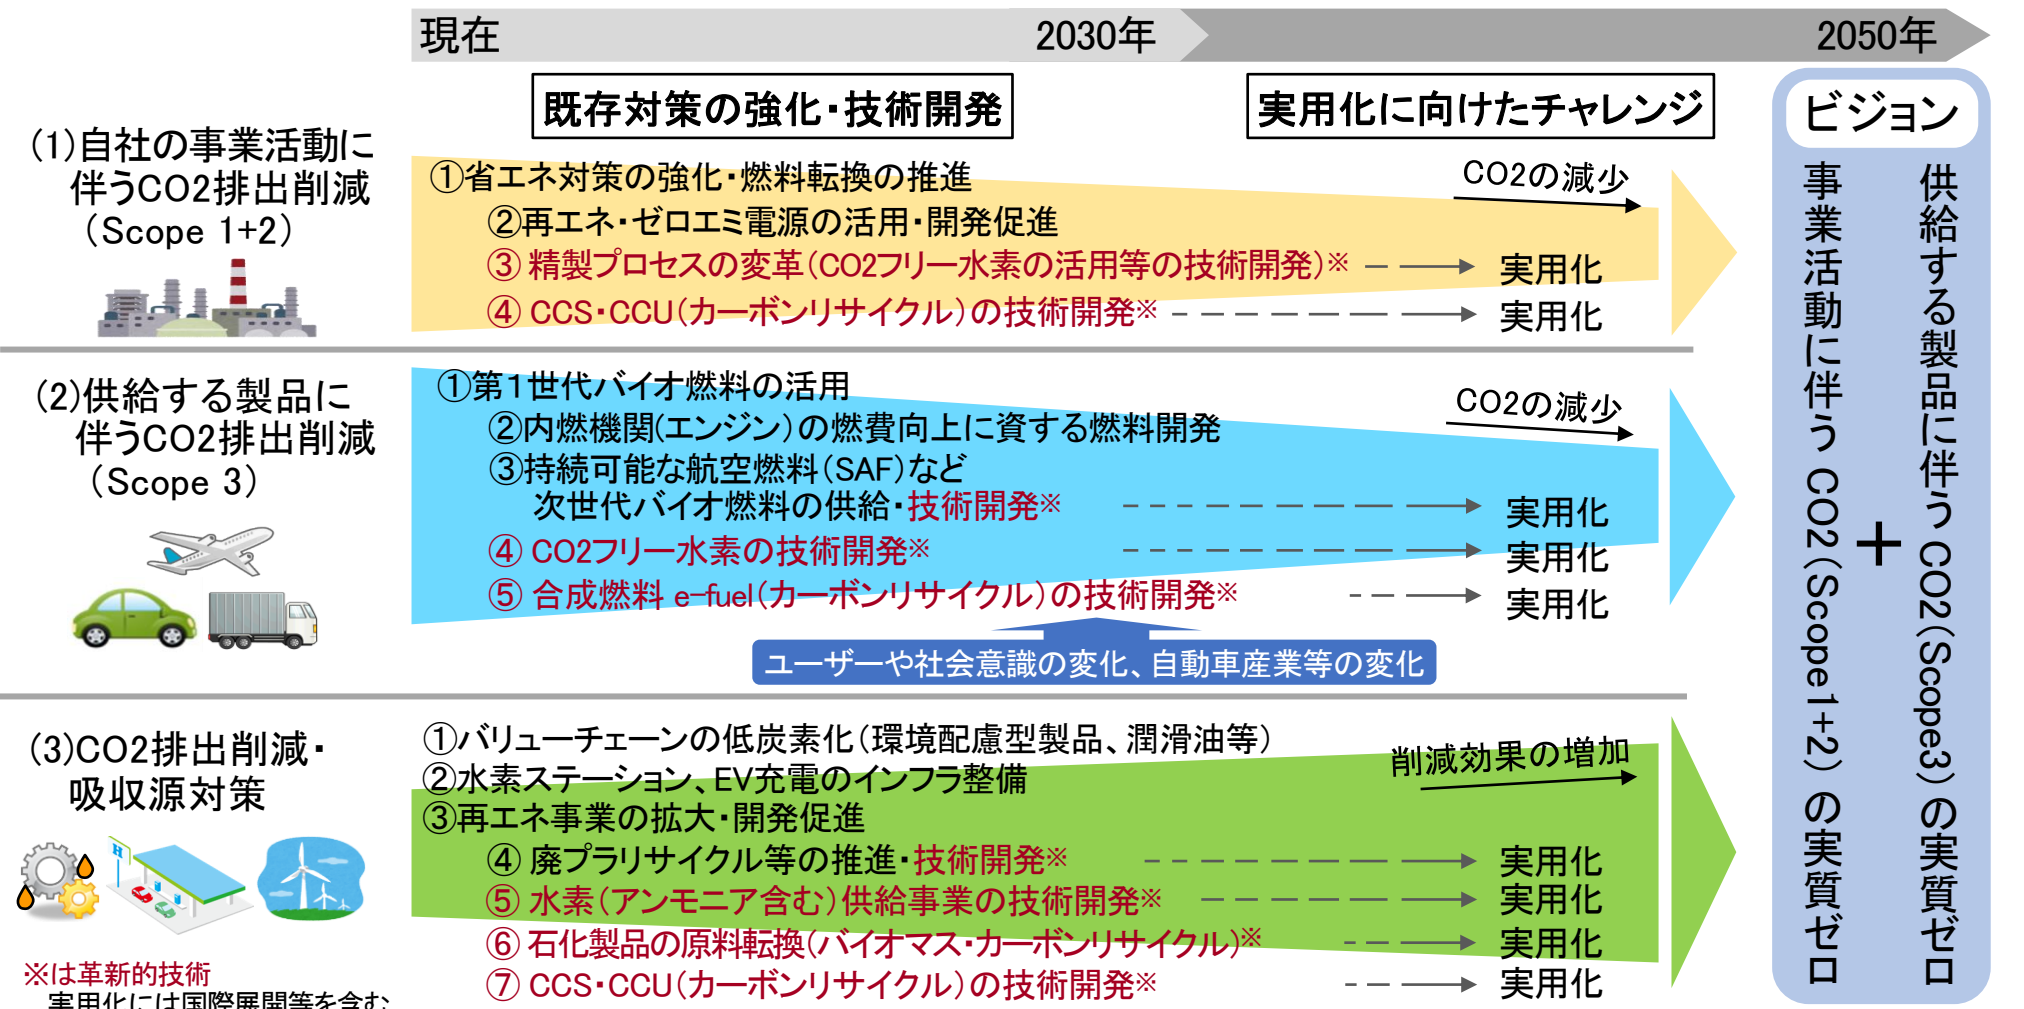 現在
2030年
2050年
既存対策の強化・技術開発
実用化に向けたチャレンジ
(1)自社の事業活動に
伴うCO2排出削減
（Scope 1+2）
①省エネ対策の強化・燃料転換の推進
CO2の減少
②再エネ・ゼロエミ電源の活用・開発促進
③ 精製プロセスの変革（CO2フリー水素の活用等の技術開発）※
実用化
④ CCS・CCU（カーボンリサイクル）の技術開発※
実用化
(2)供給する製品に
伴うCO2排出削減
（Scope 3）
①第１世代バイオ燃料の活用
CO2の減少
②内燃機関(エンジン）の燃費向上に資する燃料開発
③持続可能な航空燃料（SAF）など
次世代バイオ燃料の供給・技術開発※
実用化
④ CO2フリー水素の技術開発※
実用化
⑤ 合成燃料 e-fuel（カーボンリサイクル）の技術開発※
実用化
ユーザーや社会意識の変化、自動車産業等の変化
(3)CO2排出削減・
吸収源対策
①バリューチェーンの低炭素化（環境配慮型製品、潤滑油等）
削減効果の増加
②水素ステーション、EV充電のインフラ整備
③再エネ事業の拡大・開発促進
④ 廃プラリサイクル等の推進・技術開発※
実用化
⑤ 水素（アンモニア含む）供給事業の技術開発※
実用化
⑥ 石化製品の原料転換（バイオマス・カーボンリサイクル）※
実用化
⑦ CCS・CCU（カーボンリサイクル）の技術開発※
実用化
H
※は革新的技術
実用化には国際展開等を含む
ビジョン
供給する製品に伴うCO2（Scope3）の実質ゼロ
＋
事業活動に伴うCO2（Scope1+2）の実質ゼロ